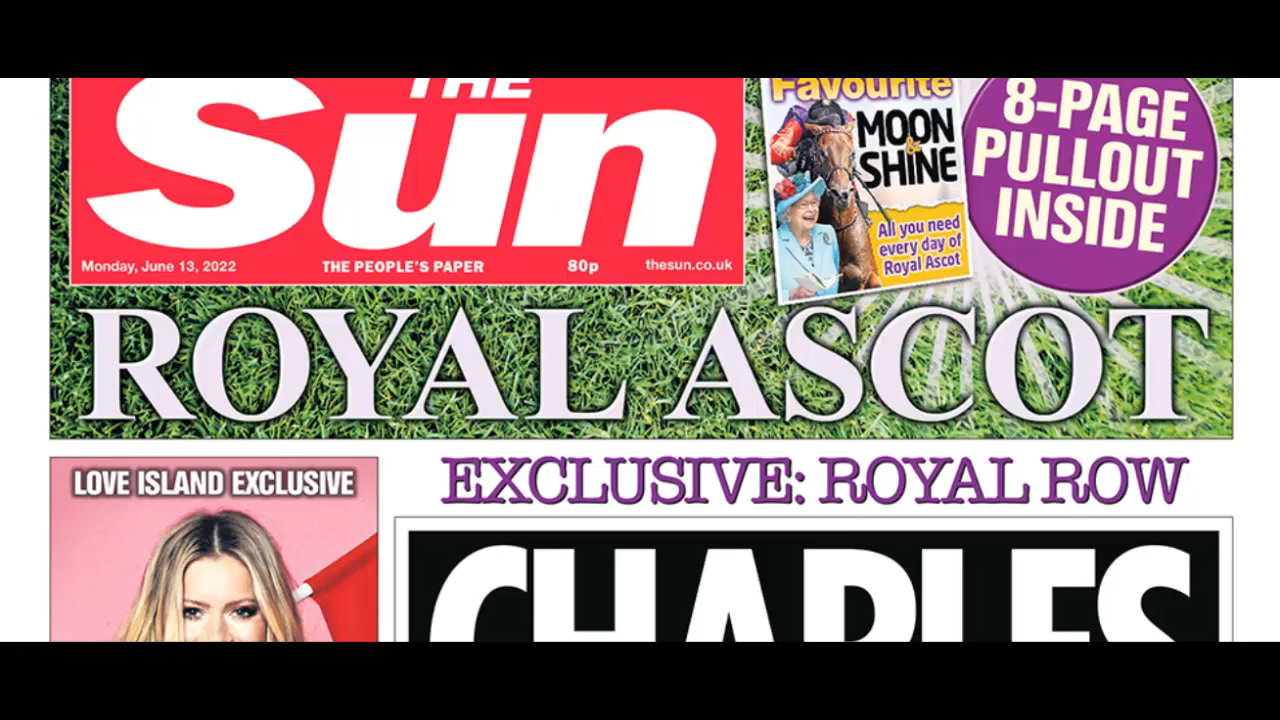 THE
Sun
Monday, June 13, 2022 THE PEOPLE'S PAPER 80p thesun.co.uk
Favourite
MOON
&
SHINE
All you need
every day of
Royal Ascot
8-PAGE
PULLOUT
INSIDE
ROYAL ASCOT
LOVE ISLAND EXCLUSIVE
EXCLUSIVE: ROYAL ROW
CHARLES